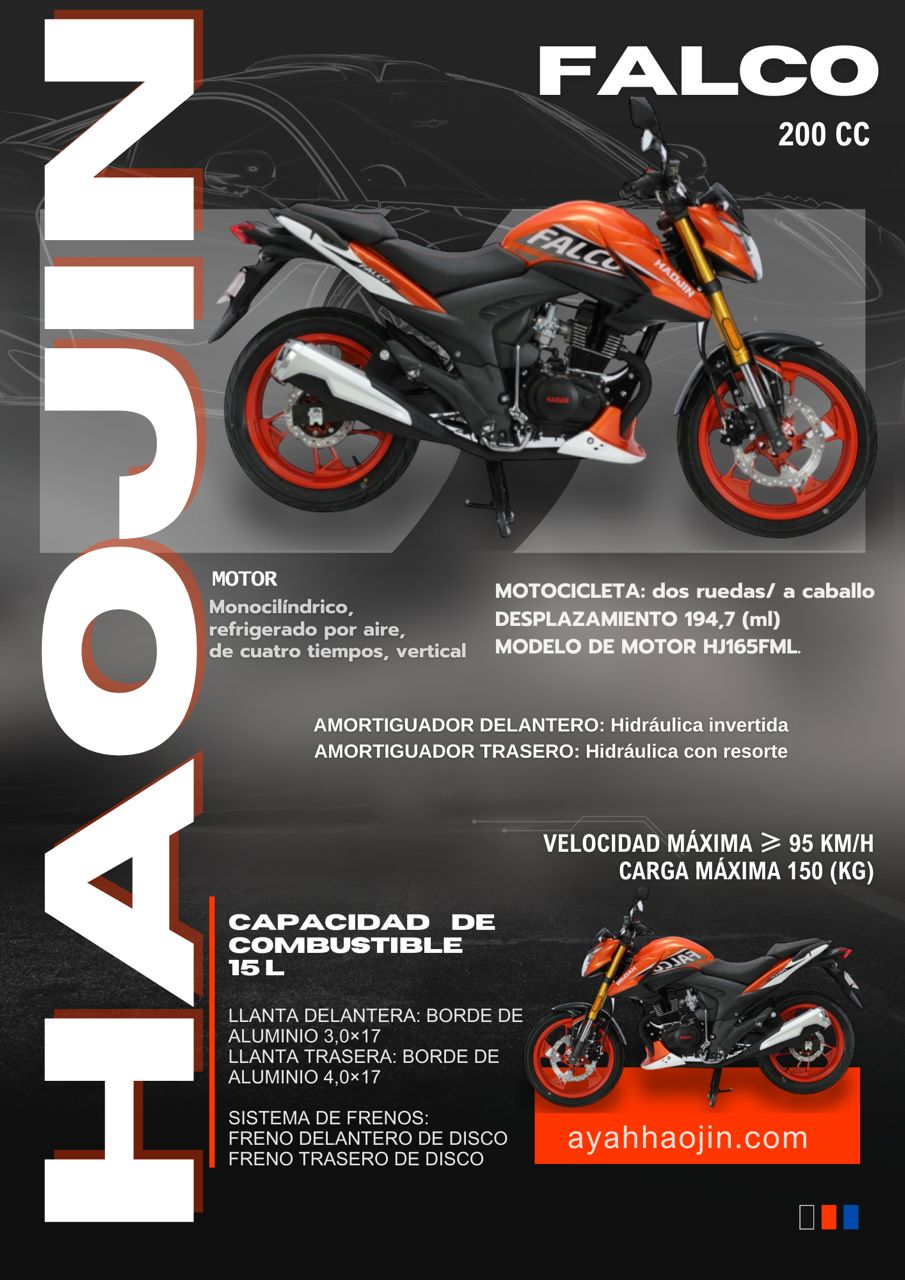 HAOJIN
FALCO
200 CC
FALCO
HAOJIN
FALCO
HAOJIN
MOTOR
Monocilíndrico,
refrigerado por aire,
de cuatro tiempos, vertical
MOTOCICLETA: dos ruedas/ a caballo
DESPLAZAMIENTO 194,7 (ml)
MODELO DE MOTOR HJ165FML.
AMORTIGUADOR DELANTERO: Hidráulica invertida
AMORTIGUADOR TRASERO: Hidráulica con resorte
VELOCIDAD MÁXIMA ⩾ 95 KM/H
CARGA MÁXIMA 150 (KG)
CAPACIDAD DE
COMBUSTIBLE
15 L
LLANTA DELANTERA: BORDE DE
ALUMINIO 3,0×17
LLANTA TRASERA: BORDE DE
ALUMINIO 4,0×17
SISTEMA DE FRENOS:
FRENO DELANTERO DE DISCO
FRENO TRASERO DE DISCO
FALCO
HAOJIN
ayahhaojin.com